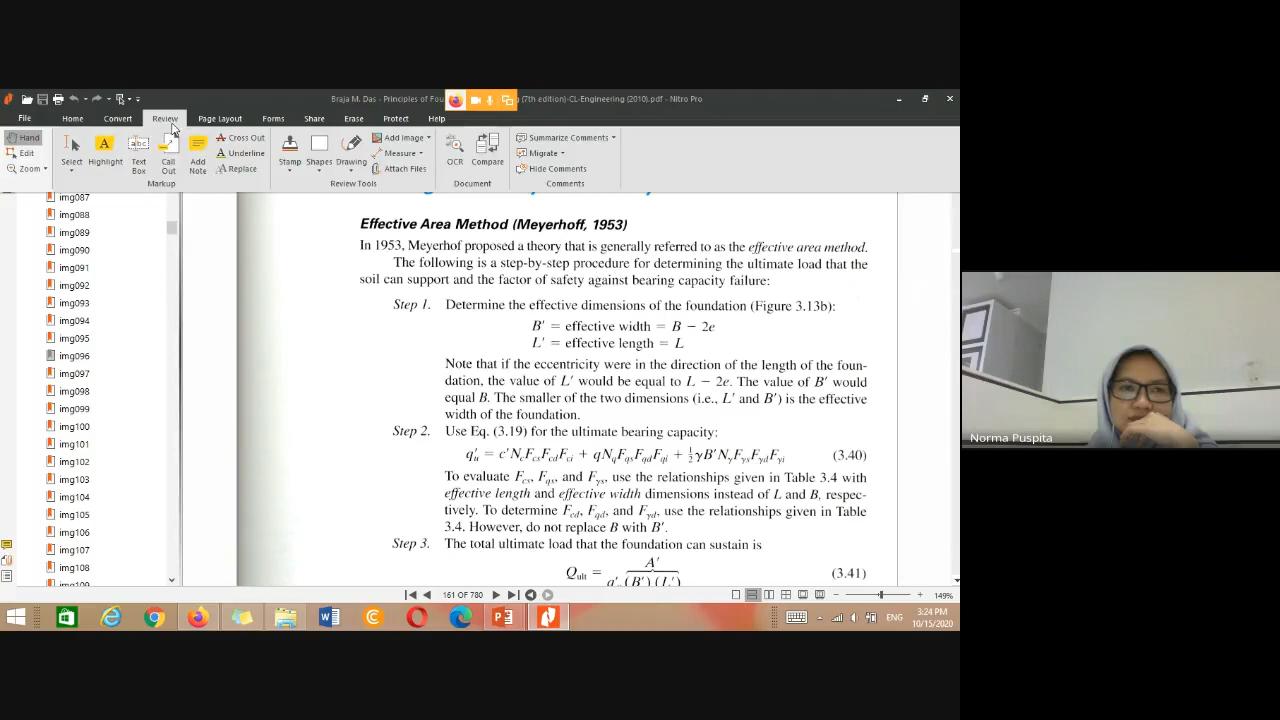 Braja M. Das - Principles of Fou
(7th edition)-CL-Engineering (2010).pdf - Nitro Pro
File Home Convert Review Page Layout Forms Share Erase Protect Help
Hand
Edit
Zoom
Select
Highlight
Text Box
Call Out
Add Note
Cross Out
Underline
Replace
Markup
Stamp
Shapes
Drawing
Add Image
Measure
Attach Files
Review Tools
OCR
Compare
Document
Summarize Comments
Migrate
Hide Comments
Comments
img087
img088
img089
img090
img091
img092
img093
img094
img095
img096
img097
img098
img099
img100
img101
img102
img103
img104
img105
img106
img107
img108
Effective Area Method (Meyerhoff, 1953)
In 1953, Meyerhof proposed a theory that is generally referred to as the effective area method.
The following is a step-by-step procedure for determining the ultimate load that the
soil can support and the factor of safety against bearing capacity failure:
Step 1. Determine the effective dimensions of the foundation (Figure 3.13b):
B′ = effective width = B − 2e
L′ = effective length = L
Note that if the eccentricity were in the direction of the length of the foun-
dation, the value of L′ would be equal to L − 2e. The value of B′ would
equal B. The smaller of the two dimensions (i.e., L′ and B′) is the effective
width of the foundation.
Step 2. Use Eq. (3.19) for the ultimate bearing capacity:
q′u = c′NcFcsFcdFci + qNqFqsFqdFqi + ½γB′NγFγsFγdFγi (3.40)
To evaluate Fcs, Fqs, and Fγs, use the relationships given in Table 3.4 with
effective length and effective width dimensions instead of L and B, respec-
tively. To determine Fcd, Fqd, and Fγd, use the relationships given in Table
3.4. However, do not replace B with B′.
Step 3. The total ultimate load that the foundation can sustain is
A′
Qult = (3.41)
(B′) (L′)
161 OF 780
149%
ENG
3:24 PM
10/15/2020
Norma Puspita